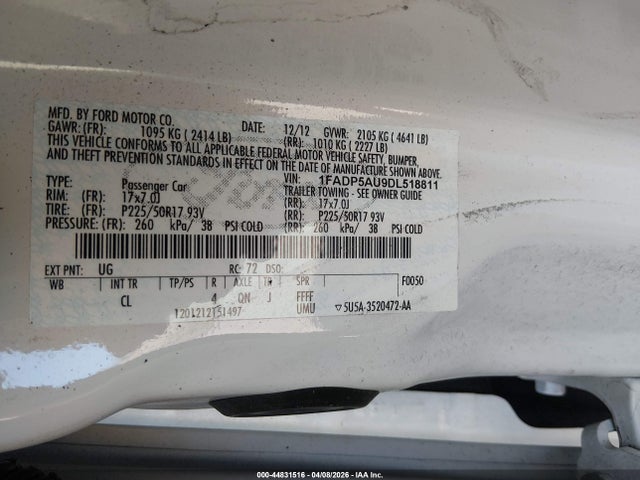 MFD. BY FORD MOTOR CO.
DATE: 12/12 GVWR: 2105 KG ( 4641 LB)
GAWR: (FR): 1095 KG ( 2414 LB) (RR): 1010 KG ( 2227 LB)
THIS VEHICLE CONFORMS TO ALL APPLICABLE FEDERAL MOTOR VEHICLE SAFETY, BUMPER,
AND THEFT PREVENTION STANDARDS IN EFFECT ON THE DATE OF MANUFACTURE SHOWN ABOVE.
VIN: 1FADP5AU9DL518811
TYPE: Passenger Car TRAILER TOWING - SEE OWNER GUIDE
RIM: (FR): 17x7.0J (RR): 17x7.0J
TIRE: (FR): P225/50R17 93V (RR): P225/50R17 93V
PRESSURE: (FR): 260 kPa/ 38 PSI COLD (RR): 260 kPa/ 38 PSI COLD
EXT PNT: UG RC: 72 DSO:
WB INT TR TP/PS R AXLE TR SPR F0050
CL 4 QN J FFFF
UMU ▽5U5A-3520472-AA
000-44831516 04/08/2026 IAA Inc.